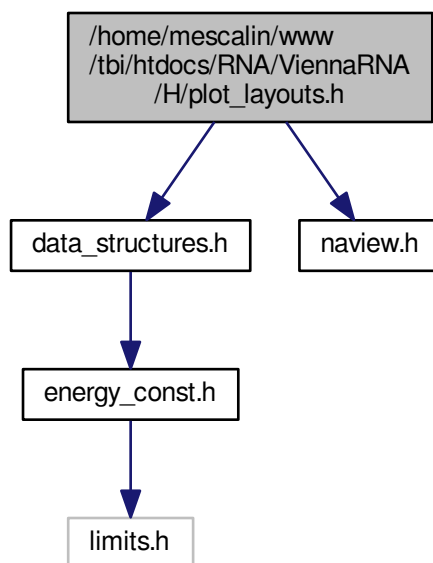 /home/mescalin/www
/tbi/htdocs/RNA/ViennaRNA
/H/plot_layouts.h
data_structures.h
naview.h
energy_const.h
limits.h